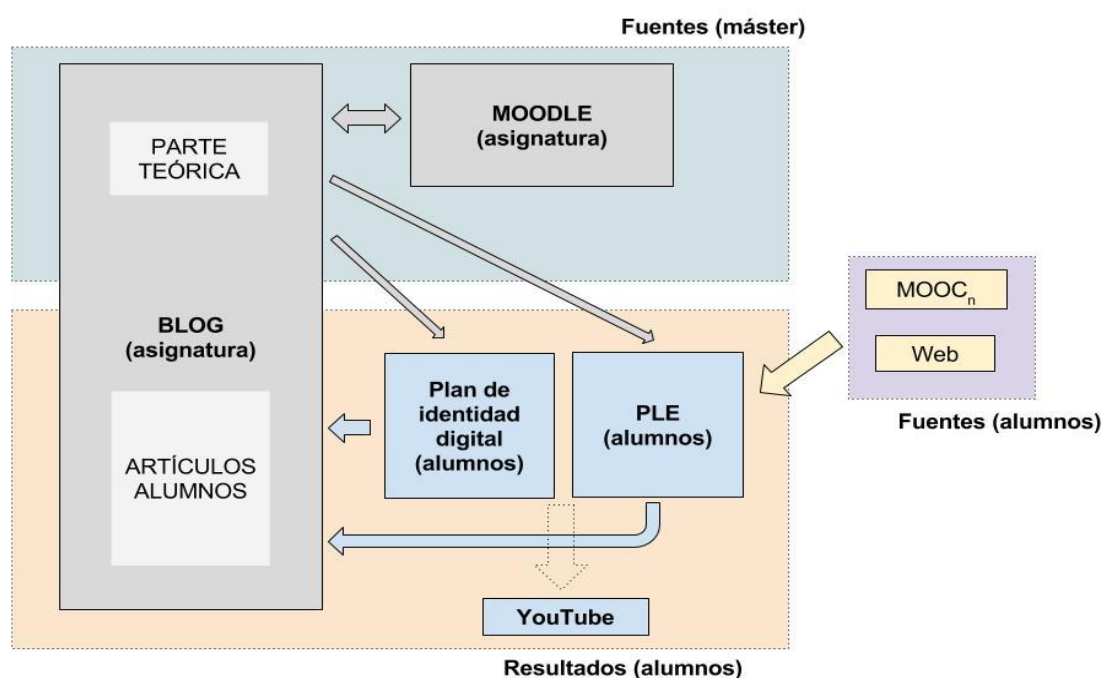 Fuentes (máster)
MOODLE
(asignatura)
PARTE
TEÓRICA
BLOG
(asignatura)
MOOCn
Web
Fuentes (alumnos)
Plan de
identidad
digital
(alumnos)
PLE
(alumnos)
ARTÍCULOS
ALUMNOS
YouTube
Resultados (alumnos)